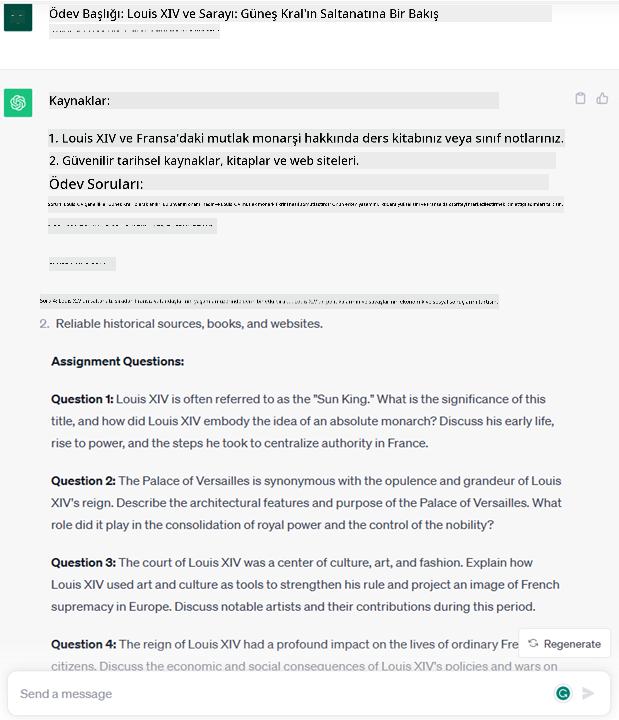 Ödev Başlığı: Louis XIV ve Sarayı: Güneş Kral'ın Saltanatına Bir Bakış
Kaynaklar:
1. Louis XIV ve Fransa'daki mutlak monarşi hakkında ders kitabınız veya sınıf notlarınız.
2. Güvenilir tarihsel kaynaklar, kitaplar ve web siteleri.
Ödev Soruları:
2. Reliable historical sources, books, and websites.
Assignment Questions:
Question 1: Louis XIV is often referred to as the "Sun King." What is the significance of this
title, and how did Louis XIV embody the idea of an absolute monarch? Discuss his early life,
rise to power, and the steps he took to centralize authority in France.
Question 2: The Palace of Versailles is synonymous with the opulence and grandeur of Louis
XIV's reign. Describe the architectural features and purpose of the Palace of Versailles. What
role did it play in the consolidation of royal power and the control of the nobility?
Question 3: The court of Louis XIV was a center of culture, art, and fashion. Explain how
Louis XIV used art and culture as tools to strengthen his rule and project an image of French
supremacy in Europe. Discuss notable artists and their contributions during this period.
Question 4: The reign of Louis XIV had a profound impact on the lives of ordinary Fre
Regenerate
citizens. Discuss the economic and social consequences of Louis XIV's policies and wars on
Send a message